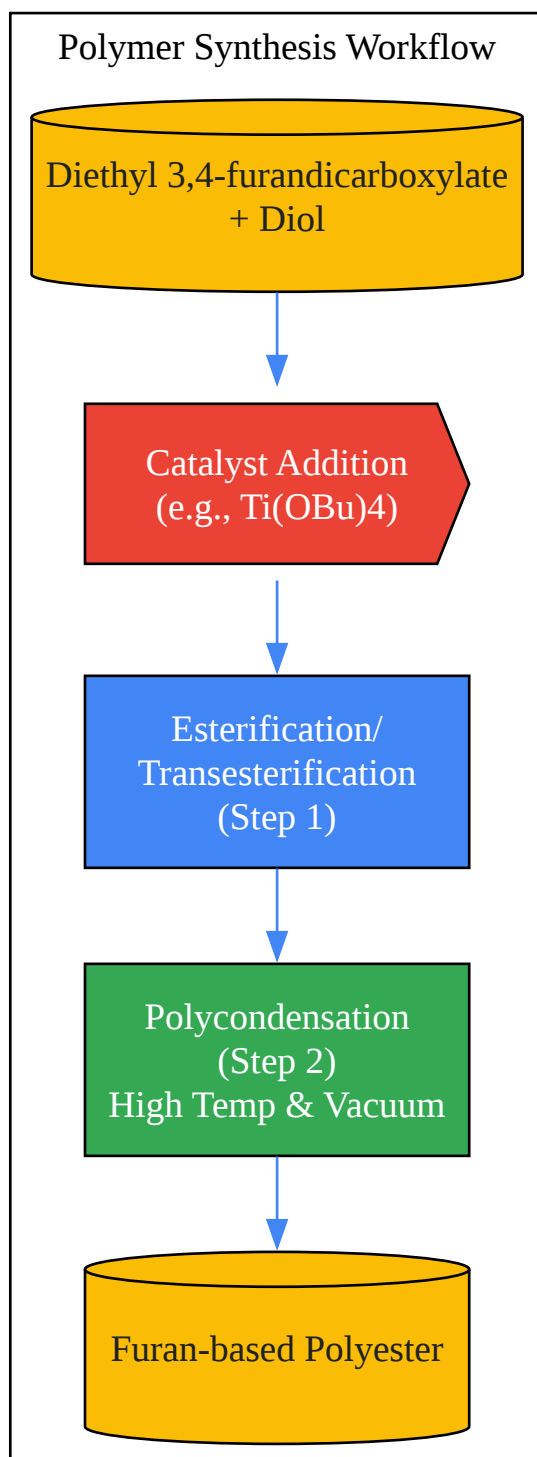 Polymer Synthesis Workflow
Diethyl 3,4-furandicarboxylate
+ Diol
Catalyst Addition
(e.g., Ti(OBu)4)
Esterification/
Transesterification
(Step 1)
Polycondensation
(Step 2)
High Temp & Vacuum
Furan-based Polyester